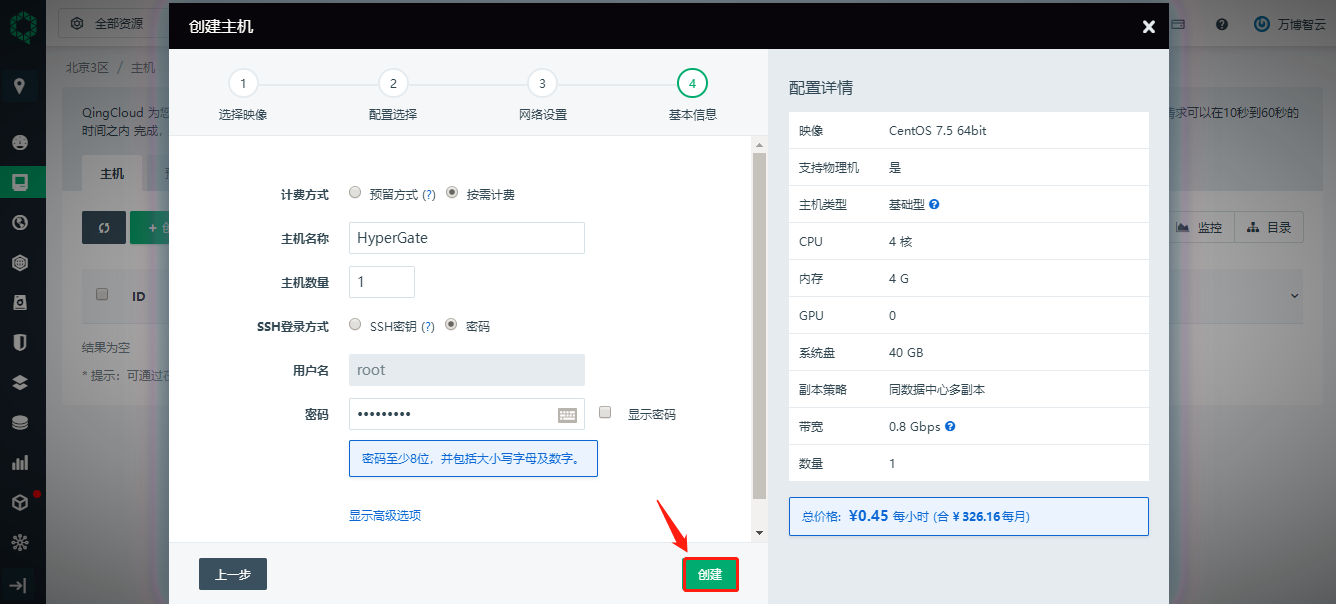 全部资源
万博智云
北京3区 / 主机
QingCloud 为您
请求可以在10秒到60秒的
时间之内 完成,
主机
+ 创
监控
目录
ID
结果为空
* 提示: 可通过在
创建主机
1
2
3
4
选择映像
配置选择
网络设置
基本信息
计费方式 预留方式 (?) 按需计费
主机名称 HyperGate
主机数量 1
SSH登录方式 SSH密钥 (?) 密码
用户名 root
密码 ••••••••• 显示密码
密码至少8位，并包括大小写字母及数字。
显示高级选项
上一步
创建
配置详情
映像 CentOS 7.5 64bit
支持物理机 是
主机类型 基础型
CPU 4 核
内存 4 G
GPU 0
系统盘 40 GB
副本策略 同数据中心多副本
带宽 0.8 Gbps
数量 1
总价格: ¥0.45 每小时 (合 ¥ 326.16 每月)